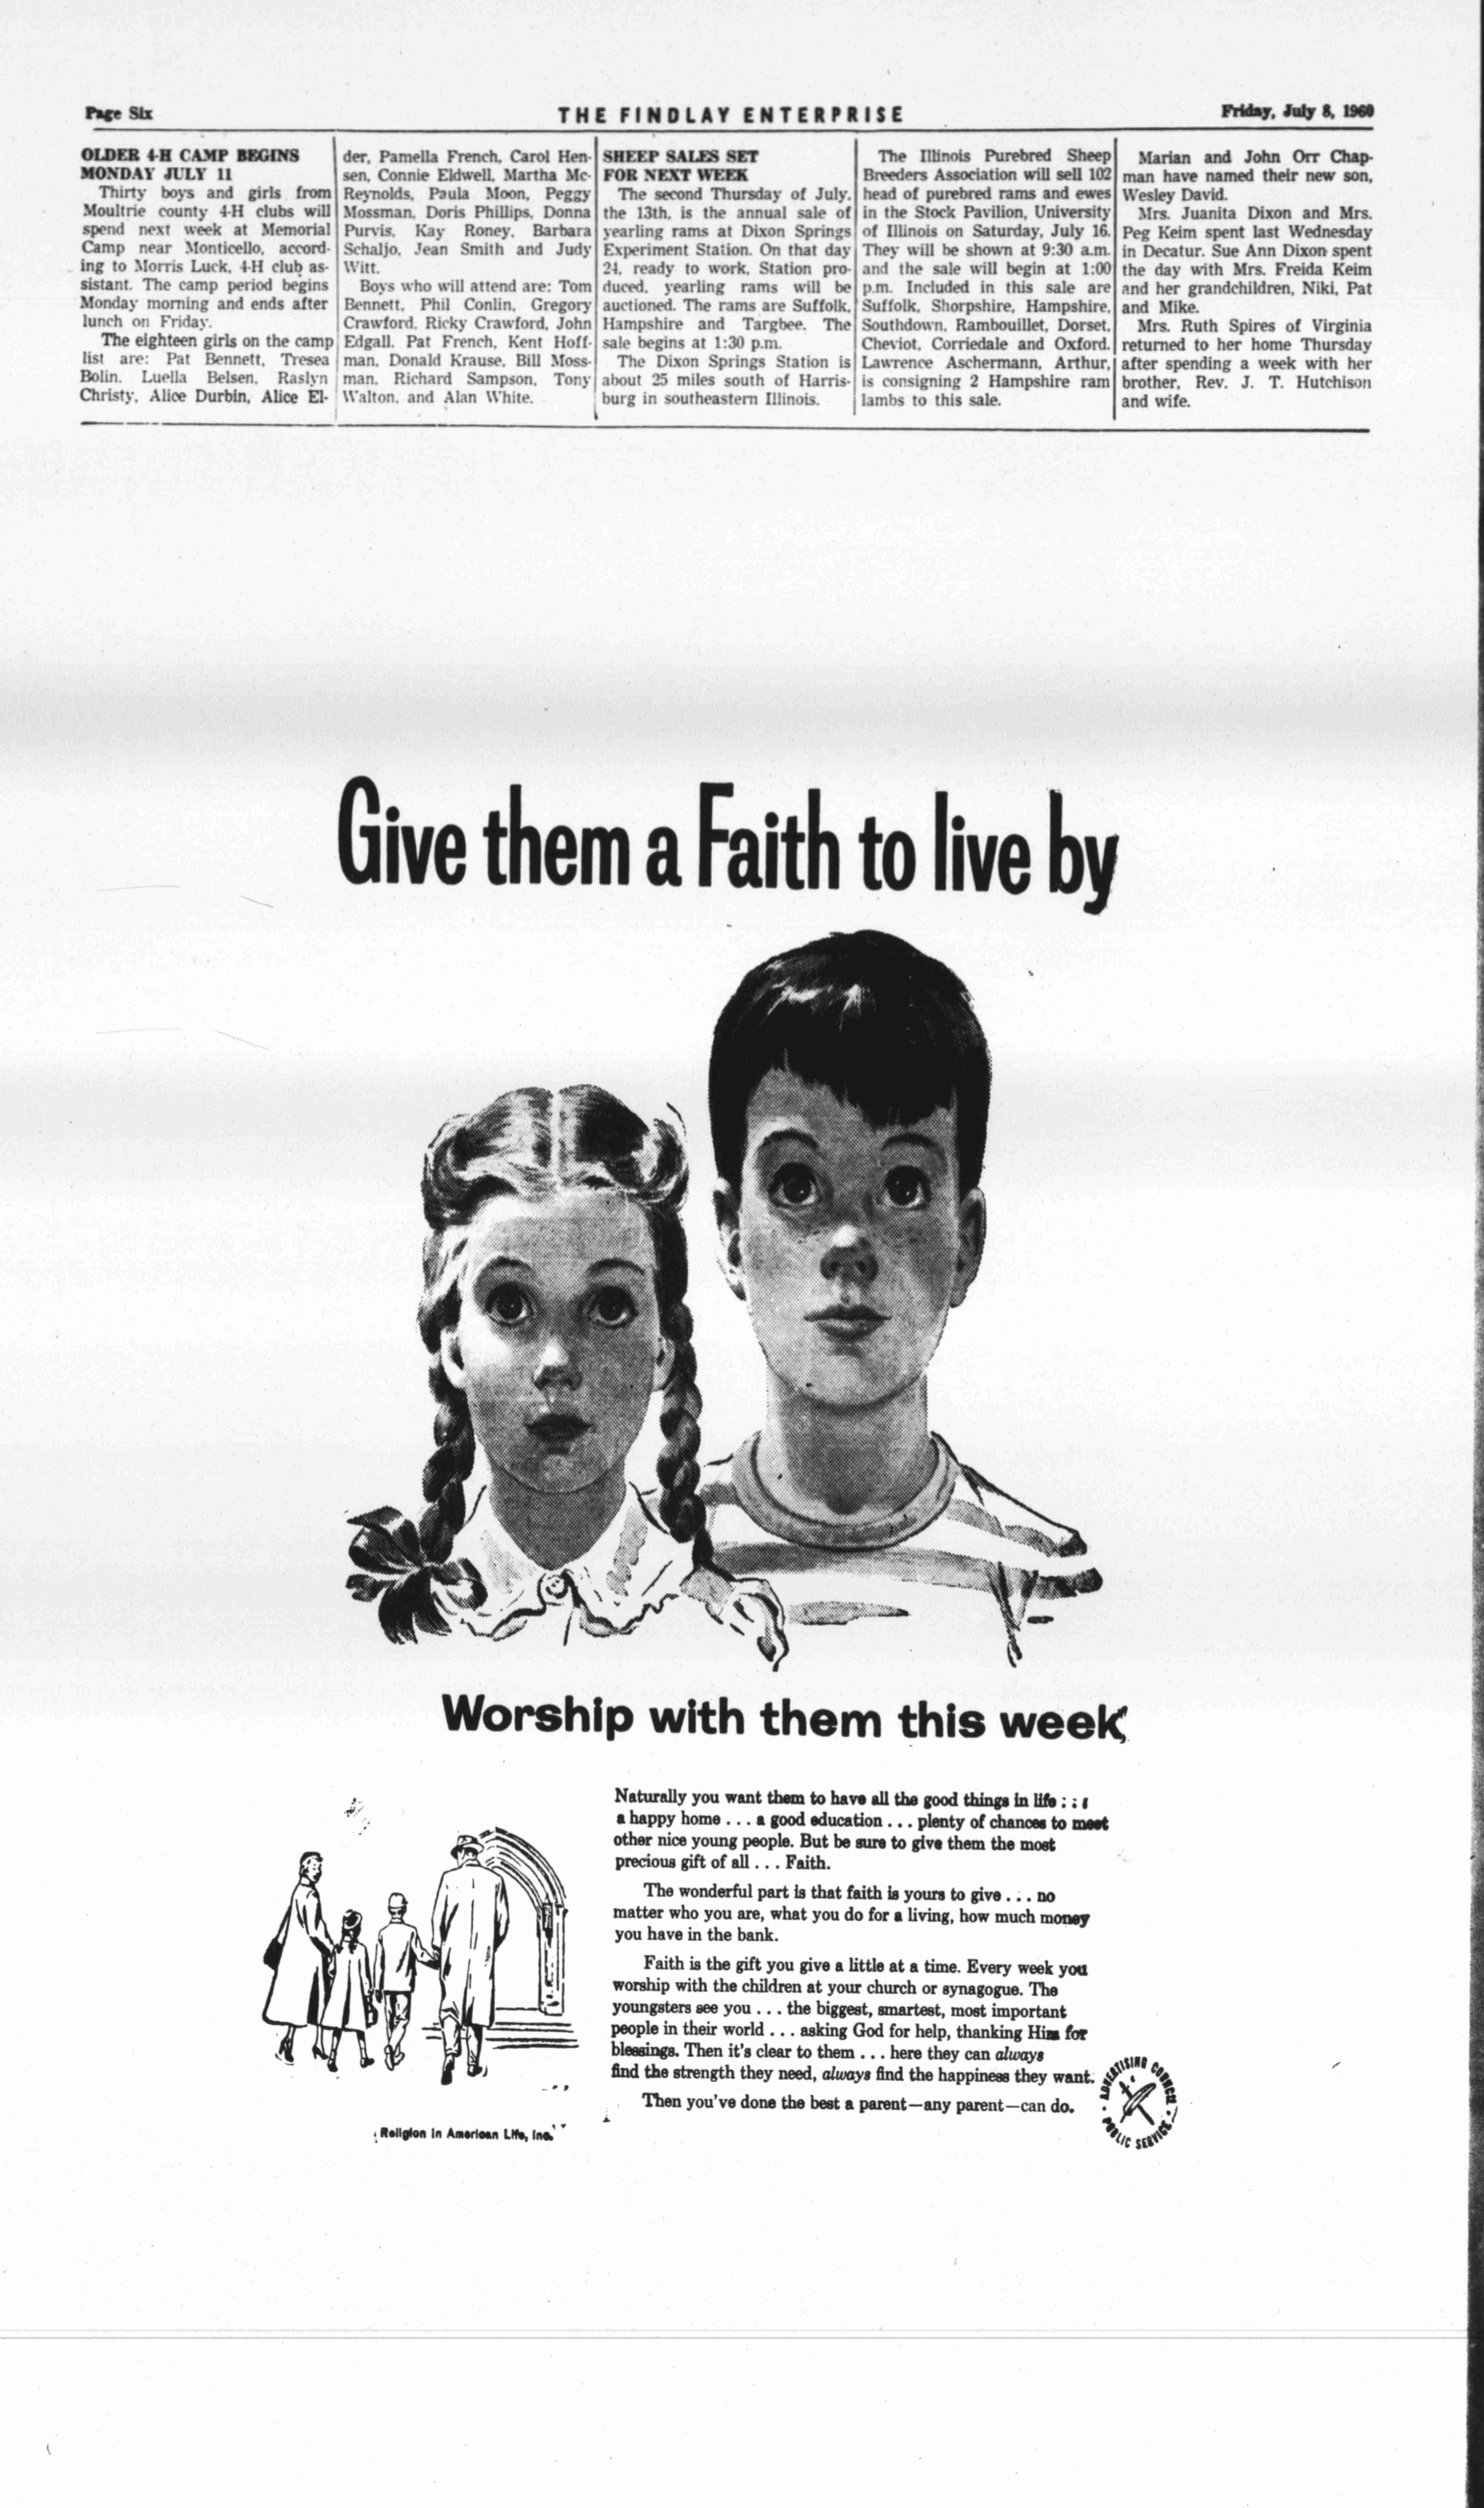 Page Six
THE FINDLAY ENTERPRISE
Friday, July 8, 1960
OLDER 4-H CAMP BEGINS
MONDAY JULY 11
Thirty boys and girls from
Moultrie county 4-H clubs will
spend next week at Memorial
Camp near Monticello, accord-
ing to Morris Luck, 4-H club as-
sistant. The camp period begins
Monday morning and ends after
lunch on Friday.
The eighteen girls on the camp
list are: Pat Bennett, Tresea
Bolin, Luella Belsen, Raslyn
Christy, Alice Durbin, Alice El-
der, Pamella French, Carol Hen-
sen, Connie Eldwell, Martha Mc-
Reynolds, Paula Moon, Peggy
Mossman, Doris Phillips, Donna
Purvis, Kay Roney, Barbara
Schaljo, Jean Smith and Judy
Witt.
Boys who will attend are: Tom
Bennett, Phil Conlin, Gregory
Crawford, Ricky Crawford, John
Edgall, Pat French, Kent Hoff-
man, Donald Krause, Bill Moss-
man, Richard Sampson, Tony
Walton, and Alan White.
SHEEP SALES SET
FOR NEXT WEEK
The second Thursday of July,
the 13th, is the annual sale of
yearling rams at Dixon Springs
Experiment Station. On that day
24, ready to work, Station pro-
duced, yearling rams will be
auctioned. The rams are Suffolk,
Hampshire and Targbee. The
sale begins at 1:30 p.m.
The Dixon Springs Station is
about 25 miles south of Harris-
burg in southeastern Illinois.
The Illinois Purebred Sheep
Breeders Association will sell 102
head of purebred rams and ewes
in the Stock Pavilion, University
of Illinois on Saturday, July 16.
They will be shown at 9:30 a.m.
and the sale will begin at 1:00
p.m. Included in this sale are
Suffolk, Shorpshire, Hampshire,
Southdown, Rambouillet, Dorset,
Cheviot, Corriedale and Oxford.
Lawrence Aschermann, Arthur,
is consigning 2 Hampshire ram
lambs to this sale.
Marian and John Orr Chap-
man have named their new son,
Wesley David.
Mrs. Juanita Dixon and Mrs.
Peg Keim spent last Wednesday
in Decatur. Sue Ann Dixon spent
the day with Mrs. Freida Keim
and her grandchildren, Niki, Pat
and Mike.
Mrs. Ruth Spires of Virginia
returned to her home Thursday
after spending a week with her
brother, Rev. J. T. Hutchison
and wife.
Give them a Faith to live by
Worship with them this week
Naturally you want them to have all the good things in life : : :
a happy home . . . a good education . . . plenty of chances to meet
other nice young people. But be sure to give them the most
precious gift of all . . . Faith.
The wonderful part is that faith is yours to give . . . no
matter who you are, what you do for a living, how much money
you have in the bank.
Faith is the gift you give a little at a time. Every week you
worship with the children at your church or synagogue. The
youngsters see you . . . the biggest, smartest, most important
people in their world . . . asking God for help, thanking Him for
blessings. Then it's clear to them . . . here they can always
find the strength they need, always find the happiness they want.
Then you've done the best a parent—any parent—can do.
Religion in American Life, Inc.
ADVERTISING COUNCIL
PUBLIC SERVICE